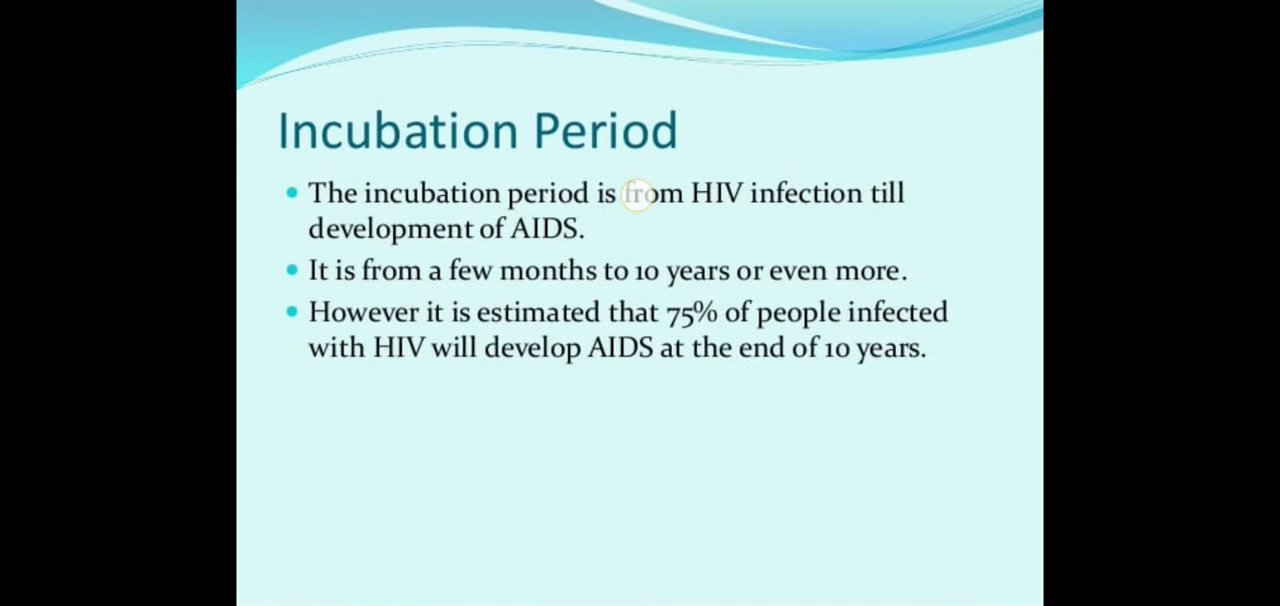 Incubation Period
• The incubation period is from HIV infection till
development of AIDS.
• It is from a few months to 10 years or even more.
• However it is estimated that 75% of people infected
with HIV will develop AIDS at the end of 10 years.